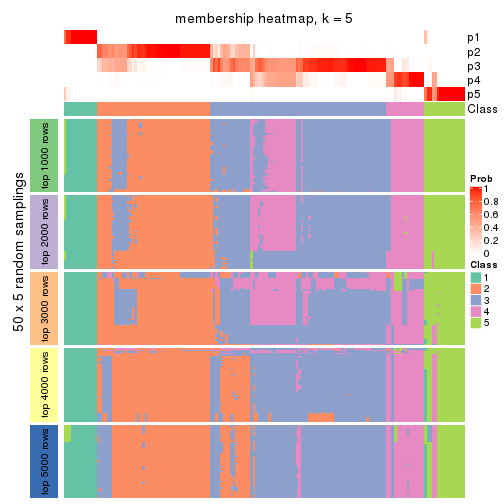 membership heatmap, k = 5
p1
p2
p3
p4
p5
Class
50 x 5 random samplings
top 1000 rows
top 2000 rows
top 3000 rows
top 4000 rows
top 5000 rows
Prob
1
0.8
0.6
0.4
0.2
0
Class
1
2
3
4
5